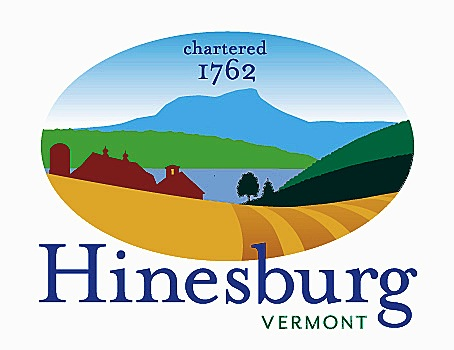 chartered
1762
Hinesburg
VERMONT